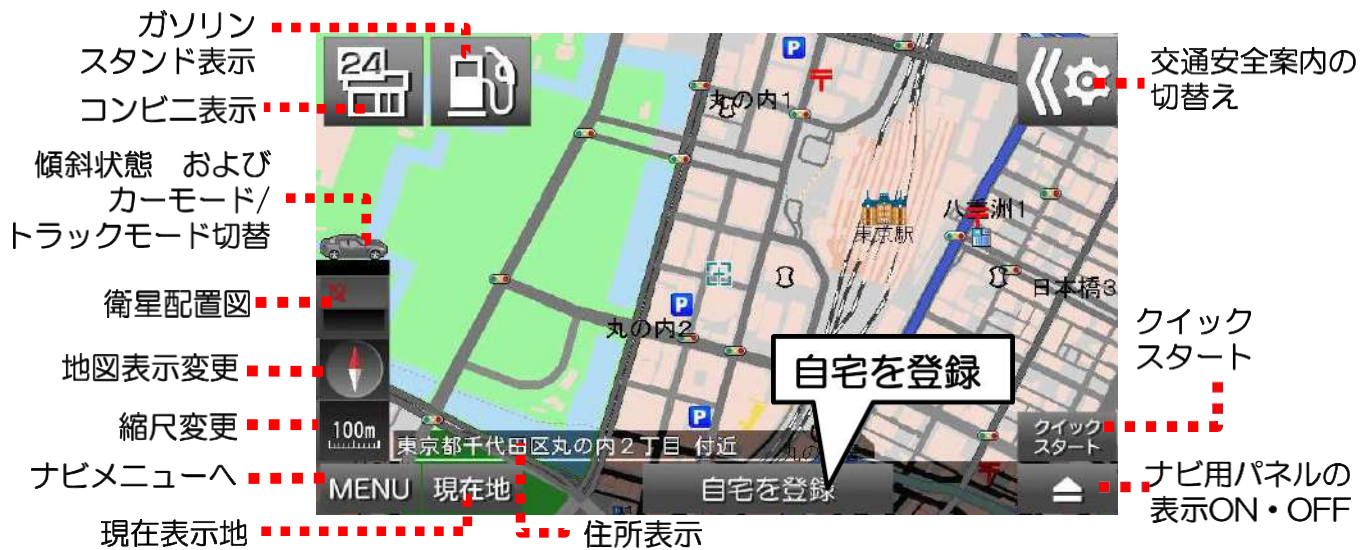 ガソリン
スタンド表示
コンビニ表示
傾斜状態　および
カーモード/
トラックモード切替
衛星配置図
地図表示変更
縮尺変更
ナビメニューへ
現在表示地
住所表示
交通安全案内の
切替え
クイック
スタート
ナビ用パネルの
表示ON・OFF
24
P
丸の内1
東京駅
八重洲1
日本橋3
P
丸の内2
自宅を登録
P
100m
東京都千代田区丸の内2丁目 付近
クイック
スタート
MENU
現在地
自宅を登録